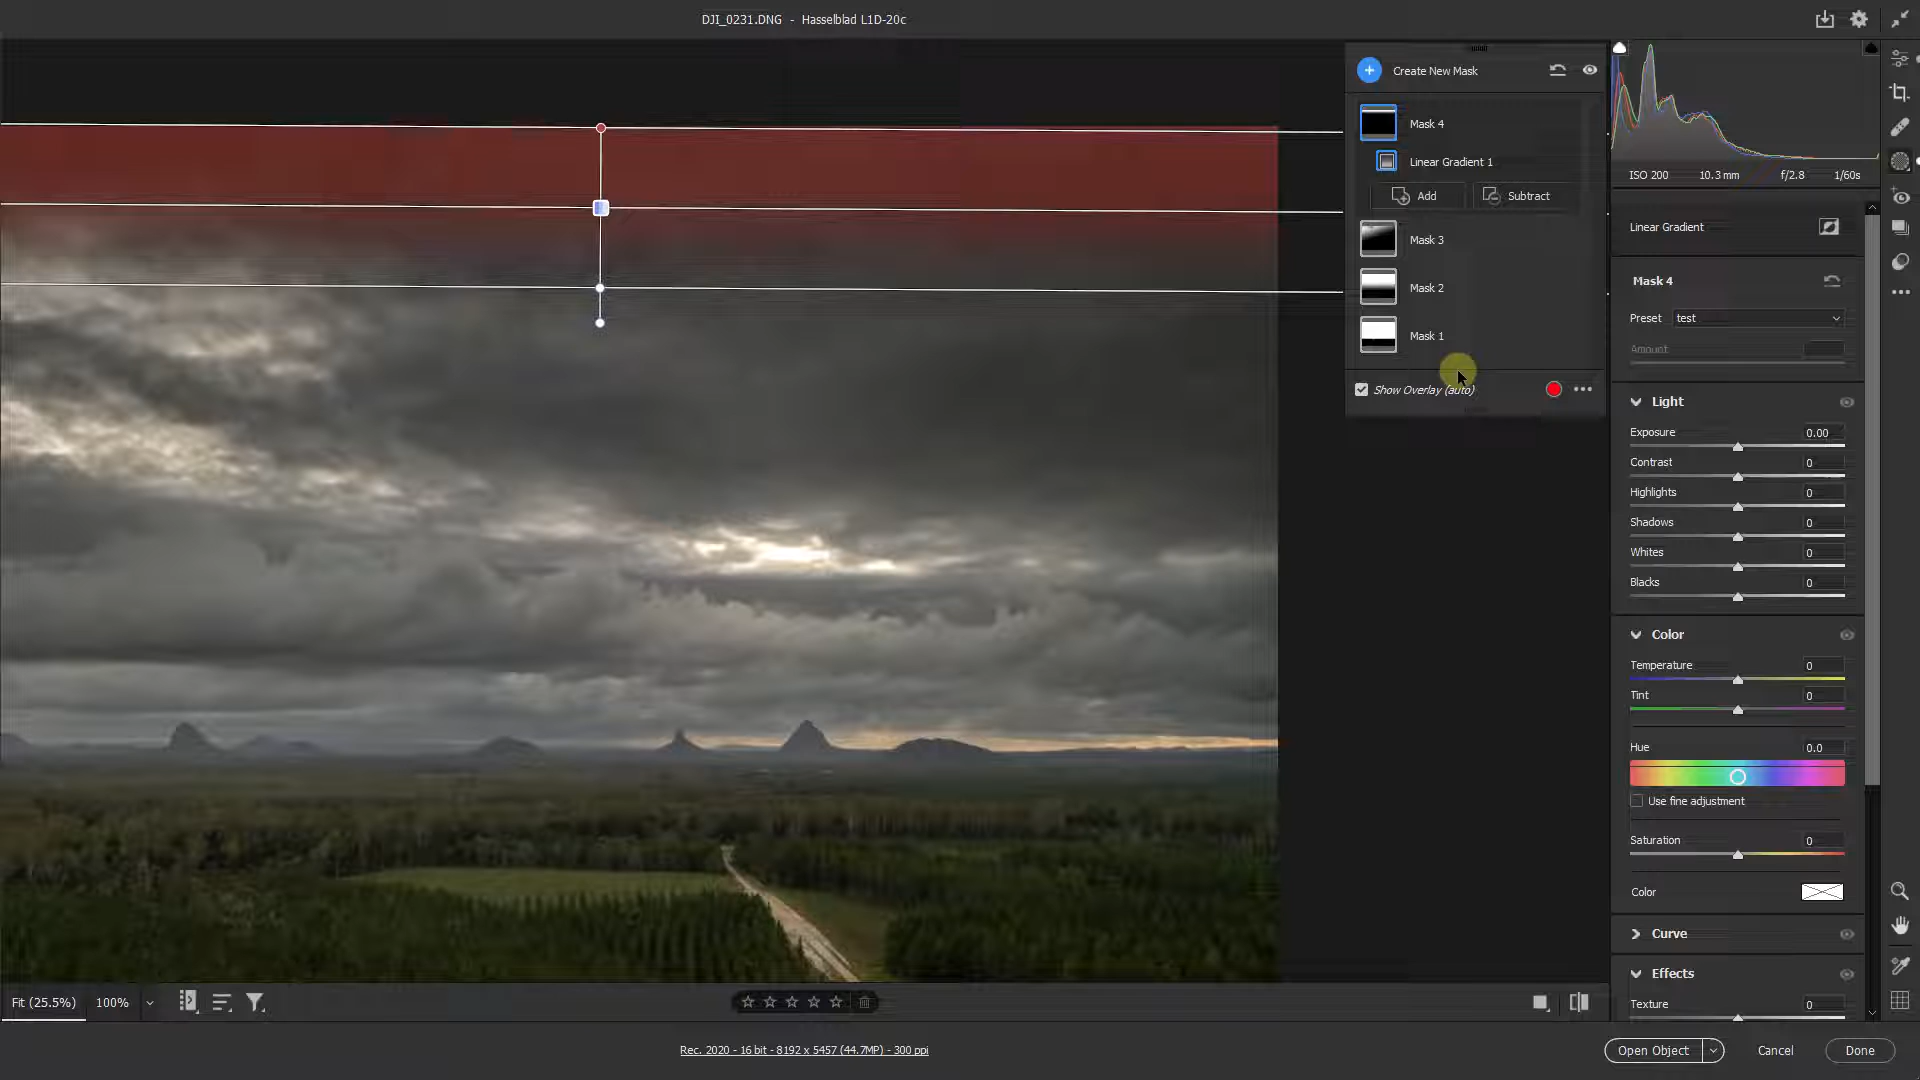 DJI_0231.DNG - Hasselblad L1D-20c
Create New Mask
Mask 4
Linear Gradient 1
Add
Subtract
Mask 3
Mask 2
Mask 1
Show Overlay (auto)
ISO 200 10.3 mm f/2.8 1/60s
Linear Gradient
Mask 4
Preset test
Amount
Light
Exposure 0.00
Contrast 0
Highlights 0
Shadows 0
Whites 0
Blacks 0
Color
Temperature 0
Tint 0
Hue 0.0
Use fine adjustment
Saturation 0
Color
Curve
Effects
Texture 0
Fit (25.5%) 100%
Rec. 2020 - 16 bit - 8192 x 5457 (44.7MP) - 300 ppi
Open Object
Cancel
Done